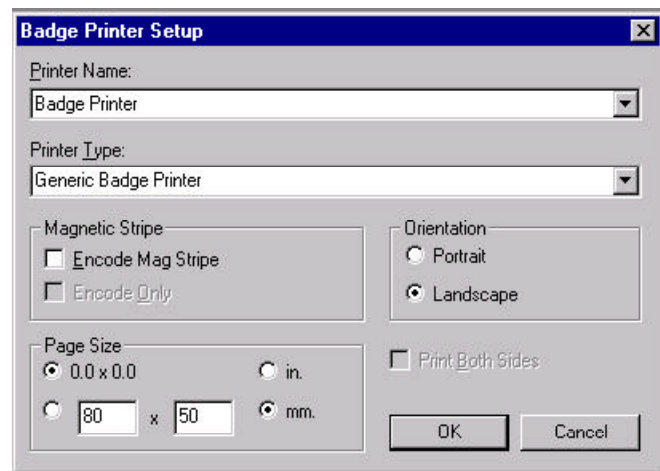 Badge Printer Setup
Printer Name:
Badge Printer
Printer Type:
Generic Badge Printer
Magnetic Stripe
Encode Mag Stripe
Encode Only
Orientation
Portrait
Landscape
Page Size
0.0 x 0.0
in.
80 x 50
mm.
Print Both Sides
OK
Cancel